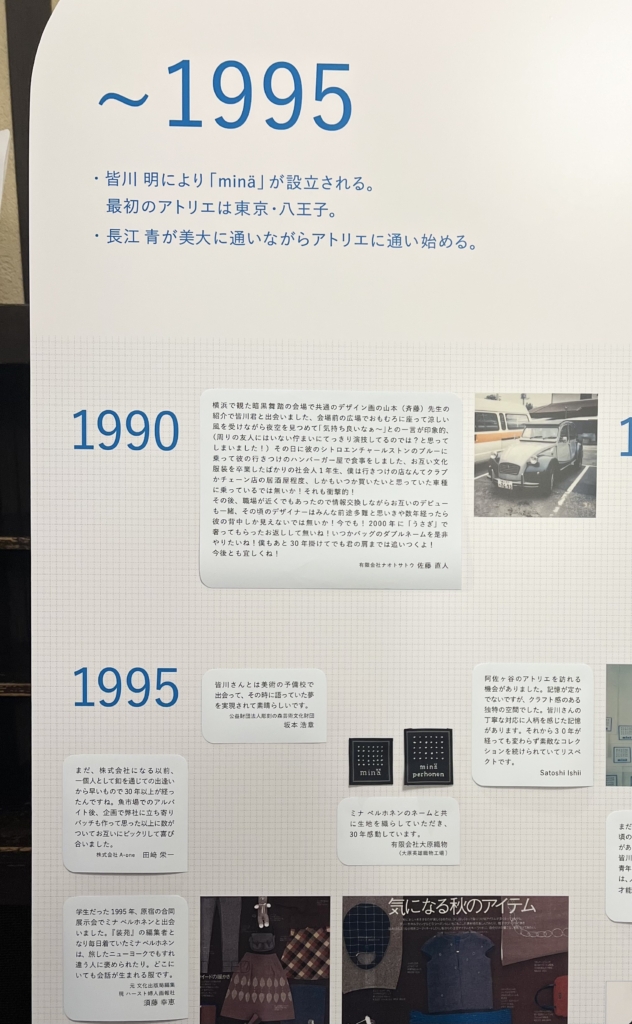 ~1995
・皆川 明により「minä」が設立される。
最初のアトリエは東京・八王子。
・長江 青が美大に通いながらアトリエに通い始める。
1990
横浜で観た暗黒舞踏の会場で共通のデザイン画の山本（斉藤）先生の
紹介で皆川君と出会いました、会場前の広場でおもむろに座って涼しい
風を受けながら夜空を見つめて「気持ち良いなぁ〜」との一言が印象的、
（周りの友人にはいない佇まいにてっきり演技してるのでは？と思って
しまいました！）その日に彼のシトロエンチャールストンのブルーに
乗って彼の行きつけのハンバーガー屋で食事をしました、お互い文化
服装を卒業したばかりの社会人1年生、僕は行きつけの店なんてクラブ
かチェーン店の居酒屋程度、しかもいつか買いたいと思っていた車種
に乗っているでは無いか！それも衝撃的！
その後、職場が近くでもあったので情報交換しながらお互いのデビュー
も一緒、その頃のデザイナーはみんな前途多難と思いきや数年経ったら
彼の背中しか見えないでは無いか！今でも！2000年に「うさぎ」で
奢ってもらったお返しして無いね！いつかバッグのダブルネームを是非
やりたいね！僕もあと30年掛けてでも君の肩までは追いつくよ！
今後とも宜しくね！
有限会社ナオトサトウ 佐藤 直人
1995
皆川さんとは美術の予備校で
出会って、その時に語っていた夢
を実現されて素晴らしいです。
公益財団法人彫刻の森芸術文化財団
坂本 浩章
阿佐ヶ谷のアトリエを訪れる
機会がありました。記憶が定か
でないですが、クラフト感のある
独特の空間でした。皆川さんの
丁寧な対応に人柄を感じた記憶
があります。それから30年が
経っても変わらず素敵なコレク
ションを続けられていてリスペ
クトです。
Satoshi Ishii
minä
minä
perhonen
まだ、株式会社になる以前、
一個人として釦を通じての出逢い
から早いもので30年以上が経っ
たんですね。魚市場でのアルバ
イト後、企画で弊社に立ち寄り
パッチも作って思った以上に数が
ついてお互いにビックリして喜び
合いました。
株式会社 A-one 田﨑 栄一
ミナ ペルホネンのネームと共
に生地を織らしていただき、
30年感動しています。
有限会社大原織物
（大原英雄織物工場）
学生だった1995年、原宿の合同
展示会でミナ ペルホネンと出会
いました。『装苑』の編集者と
なり毎日着ていたミナ ペルホネン
は、旅したニューヨークでもすれ
違う人に褒められたり。どこに
いても会話が生まれる服です。
元 文化出版局編集
現 ハースト婦人画報社
須藤 幸恵
気になる秋のアイテム